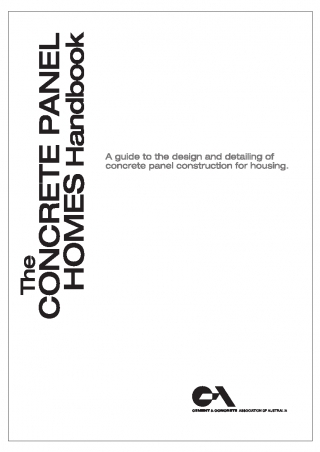 The
CONCRETE PANEL
HOMES Handbook
A guide to the design and detailing of
concrete panel construction for housing.
CEMENT & CONCRETE ASSOCIATION OF AUSTRALIA